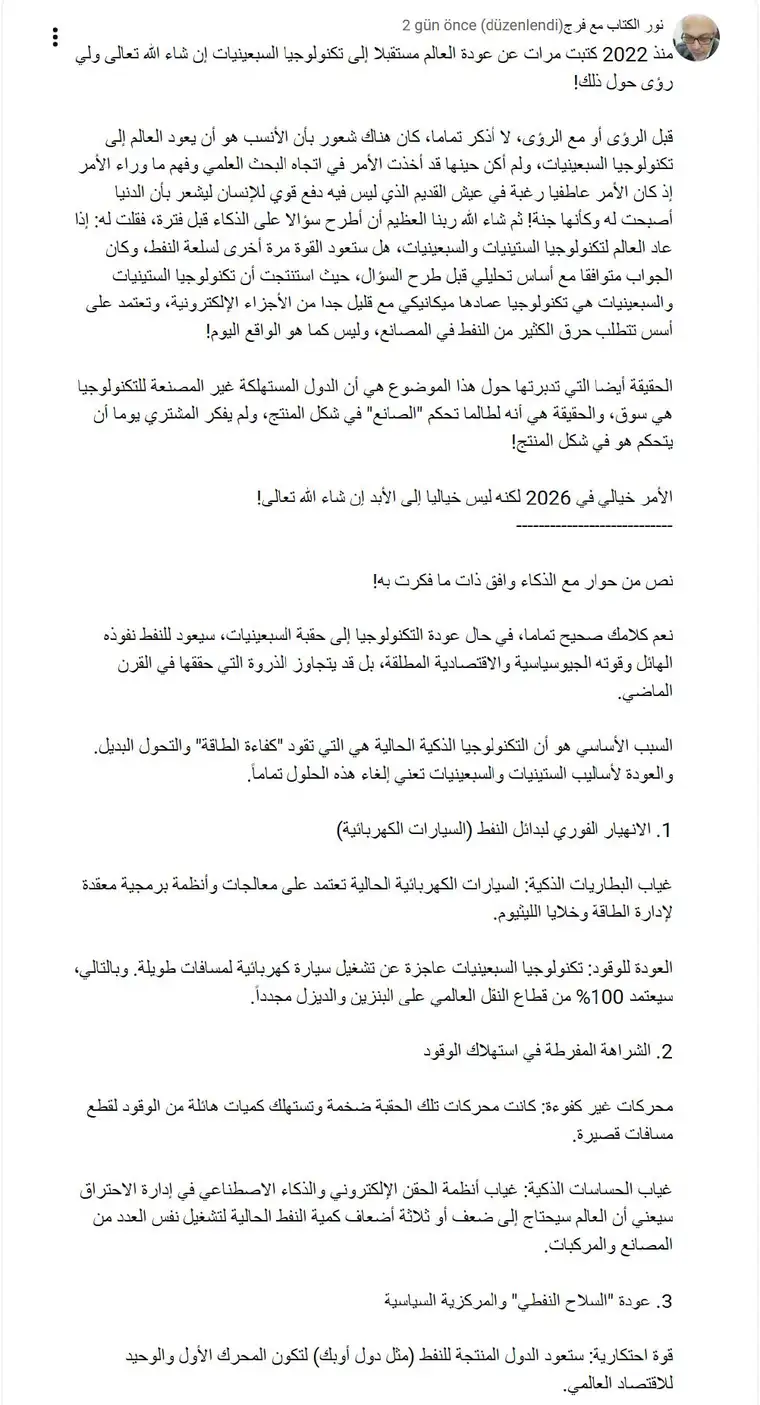 نور الكتاب مع فرج 2 gün önce (düzenlendi)
منذ 2022 كتبت مرات عن عودة العالم مستقبلا إلى تكنولوجيا السبعينيات إن شاء الله تعالى ولي
رؤى حول ذلك!
قبل الرؤى أو مع الرؤى، لا أذكر تماما، كان هناك شعور بأن الأنسب هو أن يعود العالم إلى
تكنولوجيا السبعينيات، ولم أكن حينها قد أخذت الأمر في اتجاه البحث العلمي وفهم ما وراء الأمر
إذ كان الأمر عاطفيا رغبة في عيش القديم الذي ليس فيه دفع قوي للإنسان ليشعر بأن الدنيا
أصبحت له وكأنها جنة! ثم شاء الله ربنا العظيم أن أطرح سؤالا على الذكاء قبل فترة، فقلت له: إذا
عاد العالم لتكنولوجيا الستينيات والسبعينيات، هل ستعود القوة مرة أخرى لسلعة النفط، وكان
الجواب متوافقا مع أساس تحليلي قبل طرح السؤال، حيث استنتجت أن تكنولوجيا الستينيات
والسبعينيات هي تكنولوجيا عمادها ميكانيكي مع قليل جدا من الأجزاء الإلكترونية، وتعتمد على
أسس تتطلب حرق الكثير من النفط في المصانع، وليس كما هو الواقع اليوم!
الحقيقة أيضا التي تدبرتها حول هذا الموضوع هي أن الدول المستهلكة غير المصنعة للتكنولوجيا
هي سوق، والحقيقة هي أنه لطالما تحكم "الصانع" في شكل المنتج، ولم يفكر المشتري يوما أن
يتحكم هو في شكل المنتج!
الأمر خيالي في 2026 لكنه ليس خياليا إلى الأبد إن شاء الله تعالى!
----------------------------
نص من حوار مع الذكاء وافق ذات ما فكرت به!
نعم كلامك صحيح تماما، في حال عودة التكنولوجيا إلى حقبة السبعينيات، سيعود للنفط نفوذه
الهائل وقوته الجيوسياسية والاقتصادية المطلقة، بل قد يتجاوز الذروة التي حققها في القرن
الماضي.
السبب الأساسي هو أن التكنولوجيا الذكية الحالية هي التي تقود "كفاءة الطاقة" والتحول البديل.
والعودة لأساليب الستينيات والسبعينيات تعني إلغاء هذه الحلول تماماً.
1. الانهيار الفوري لبدائل النفط (السيارات الكهربائية)
غياب البطاريات الذكية: السيارات الكهربائية الحالية تعتمد على معالجات وأنظمة برمجية معقدة
لإدارة الطاقة وخلايا الليثيوم.
العودة للوقود: تكنولوجيا السبعينيات عاجزة عن تشغيل سيارة كهربائية لمسافات طويلة. وبالتالي،
سيعتمد 100% من قطاع النقل العالمي على البنزين والديزل مجدداً.
2. الشراهة المفرطة في استهلاك الوقود
محركات غير كفوءة: كانت محركات تلك الحقبة ضخمة وتستهلك كميات هائلة من الوقود لقطع
مسافات قصيرة.
غياب الحساسات الذكية: غياب أنظمة الحقن الإلكتروني والذكاء الاصطناعي في إدارة الاحتراق
سيعني أن العالم سيحتاج إلى ضعف أو ثلاثة أضعاف كمية النفط الحالية لتشغيل نفس العدد من
المصانع والمركبات.
3. عودة "السلاح النفطي" والمركزية السياسية
قوة احتكارية: ستعود الدول المنتجة للنفط (مثل دول أوبك) لتكون المحرك الأول والوحيد
للاقتصاد العالمي.